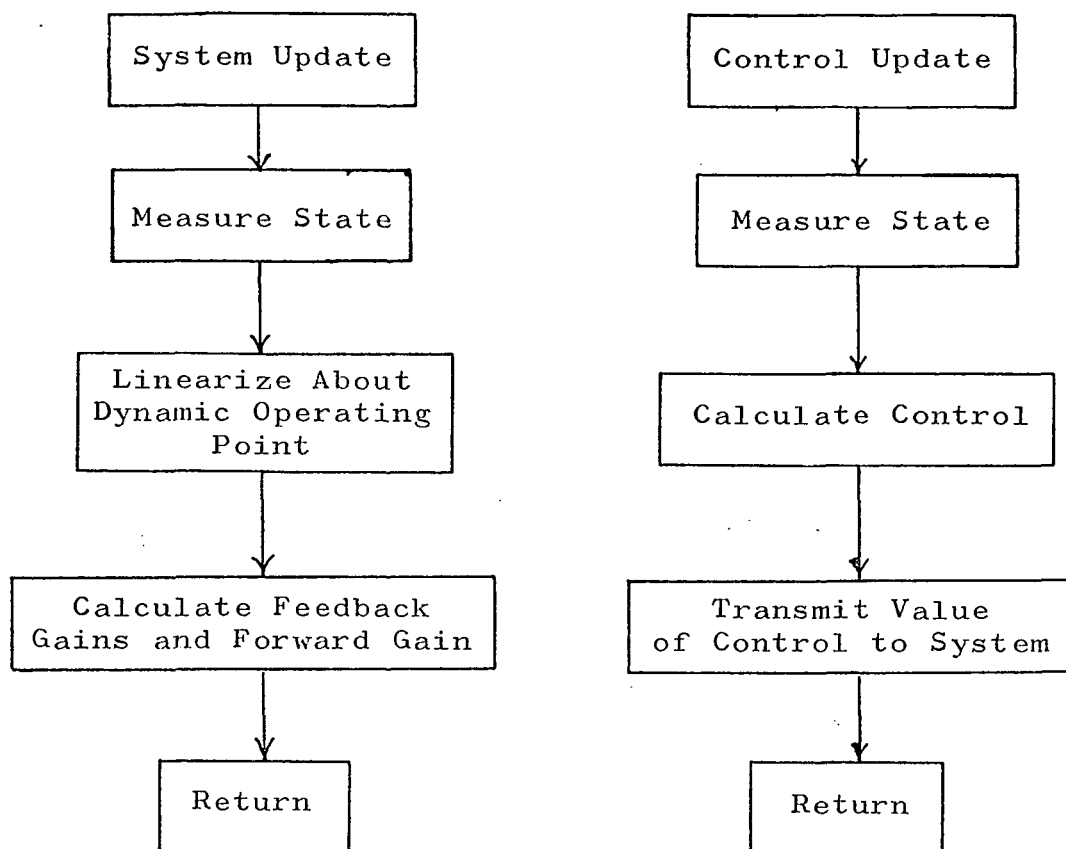 System Update
Measure State
Linearize About
Dynamic Operating
Point
Calculate Feedback
Gains and Forward Gain
Return
Control Update
Measure State
Calculate Control
Transmit Value
of Control to System
Return